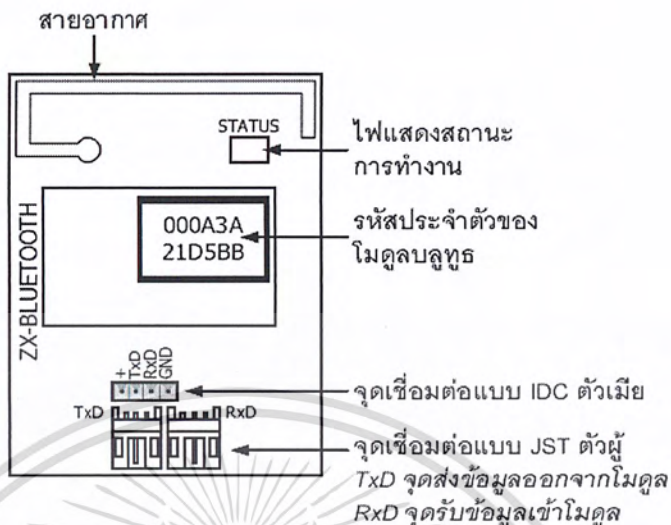 สายอากาศ
STATUS
ไฟแสดงสถานะ
การทำงาน
000A3A
21D5BB
รหัสประจำตัวของ
โมดูลบลูทูธ
ZX-BLUETOOTH
+
TxD
RxD
GND
จุดเชื่อมต่อแบบ IDC ตัวเมีย
TxD
RxD
จุดเชื่อมต่อแบบ JST ตัวผู้
TxD จุดส่งข้อมูลออกจากโมดูล
RxD จุดรับข้อมูลเข้าโมดูล